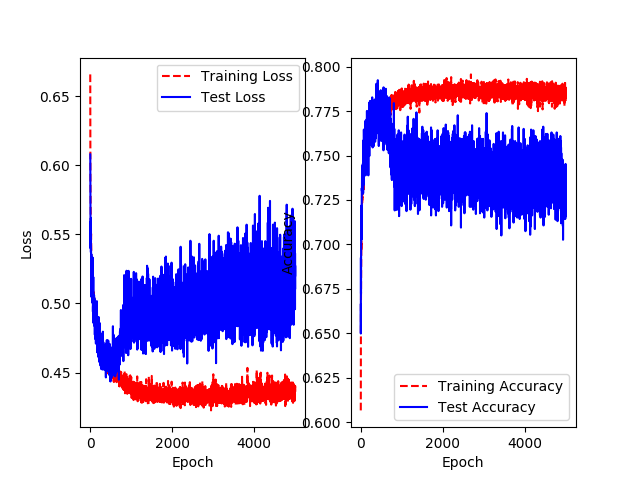 Training Loss
Test Loss
0.65
0.60
0.55
0.50
0.45
Loss
0
2000
4000
Epoch
0.800
0.775
0.750
0.725
0.700
0.675
0.650
0.625
0.600
Accuracy
Training Accuracy
Test Accuracy
0
2000
4000
Epoch